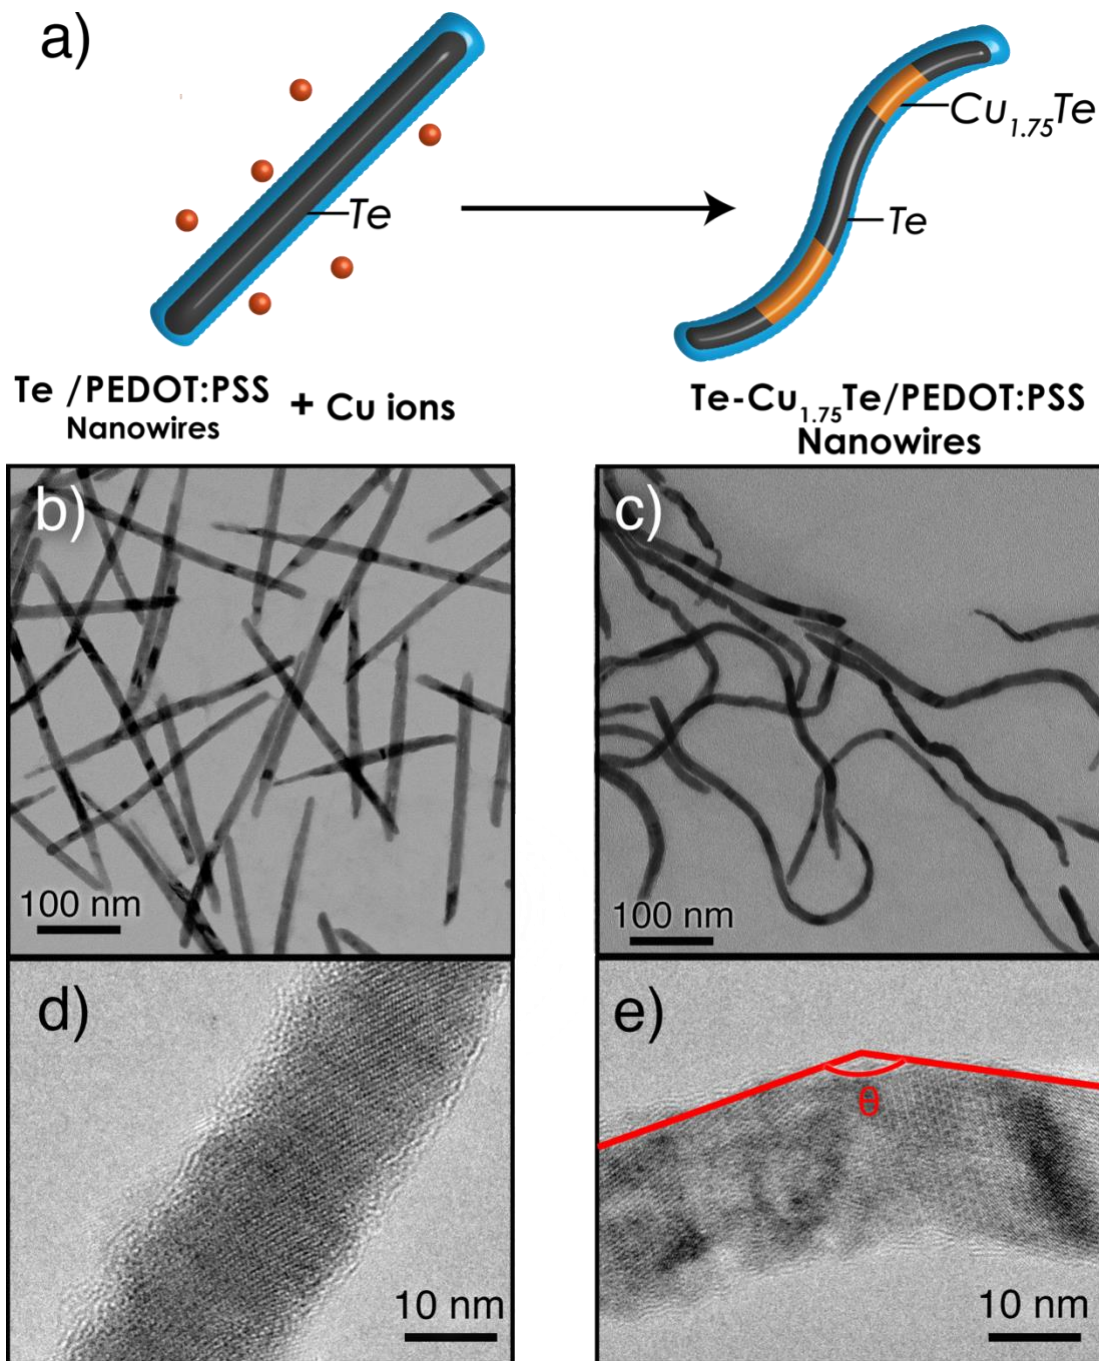 a)
Cu1.75Te
Te
Te
Te /PEDOT:PSS
Nanowires
+ Cu ions
Te-Cu1.75Te/PEDOT:PSS
Nanowires
b)
100 nm
c)
100 nm
d)
10 nm
e)
θ
10 nm